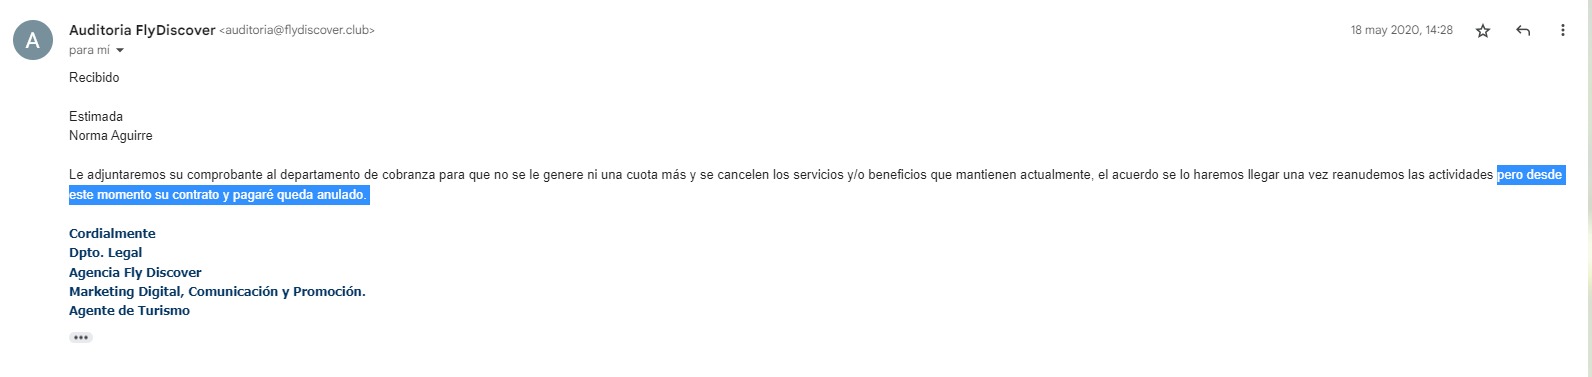 A
Auditoria FlyDiscover <auditoria@flydiscover.club>
18 may 2020, 14:28
para mí
Recibido
Estimada
Norma Aguirre
Le adjuntaremos su comprobante al departamento de cobranza para que no se le genere ni una cuota más y se cancelen los servicios y/o beneficios que mantienen actualmente, el acuerdo se lo haremos llegar una vez reanudemos las actividades pero desde
este momento su contrato y pagaré queda anulado.
Cordialmente
Dpto. Legal
Agencia Fly Discover
Marketing Digital, Comunicación y Promoción.
Agente de Turismo